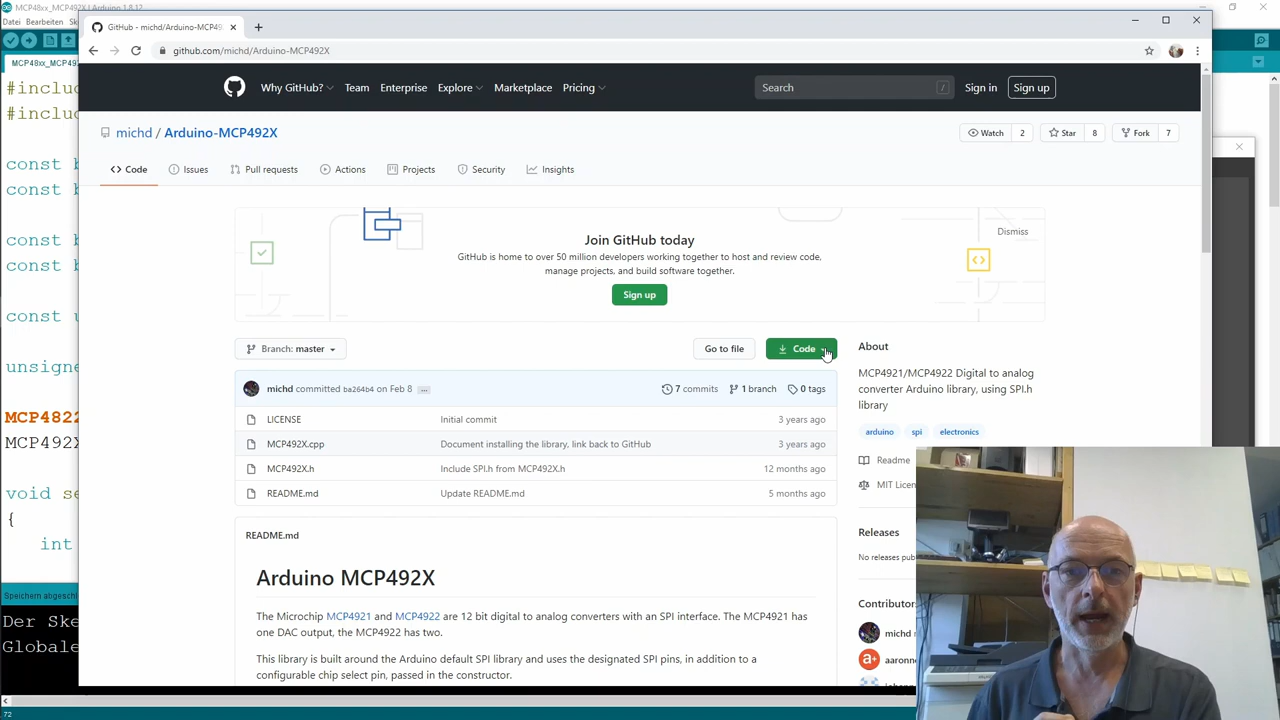 MCP48xx_MCP492X | Arduino 1.8.12
Datei Bearbeiten
GitHub - michd/Arduino-MCP49
github.com/michd/Arduino-MCP492X
MCP48xx_MCP49
Why GitHub?
Team
Enterprise
Explore
Marketplace
Pricing
Search
/
Sign in
Sign up
michd / Arduino-MCP492X
Watch 2
Star 8
Fork 7
Code
Issues
Pull requests
Actions
Projects
Security
Insights
Join GitHub today
Dismiss
GitHub is home to over 50 million developers working together to host and review code,
manage projects, and build software together.
Sign up
Branch: master
Go to file
Code
michd committed ba264b4 on Feb 8
7 commits
1 branch
0 tags
LICENSE Initial commit 3 years ago
MCP492X.cpp Document installing the library, link back to GitHub 3 years ago
MCP492X.h Include SPI.h from MCP492X.h 12 months ago
README.md Update README.md 5 months ago
README.md
Arduino MCP492X
The Microchip MCP4921 and MCP4922 are 12 bit digital to analog converters with an SPI interface. The MCP4921 has
one DAC output, the MCP4922 has two.
This library is built around the Arduino default SPI library and uses the designated SPI pins, in addition to a
configurable chip select pin, passed in the constructor.
About
MCP4921/MCP4922 Digital to analog
converter Arduino library, using SPI.h
library
arduino
spi
electronics
Readme
MIT Licen
Releases
No releases pub
Contributor
michd
aaronn
#includ
#includ
const b
const b
const b
const b
const u
unsigne
MCP4822
MCP492X
void se
{
int
Speichern abgeschl
Der Ske
Globale
72